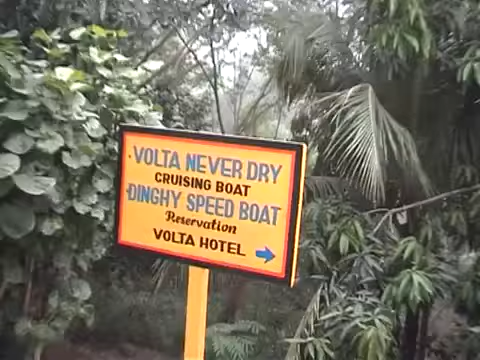 VOLTA NEVER DRY
CRUISING BOAT
DINGHY SPEED BOAT
Reservation
VOLTA HOTEL